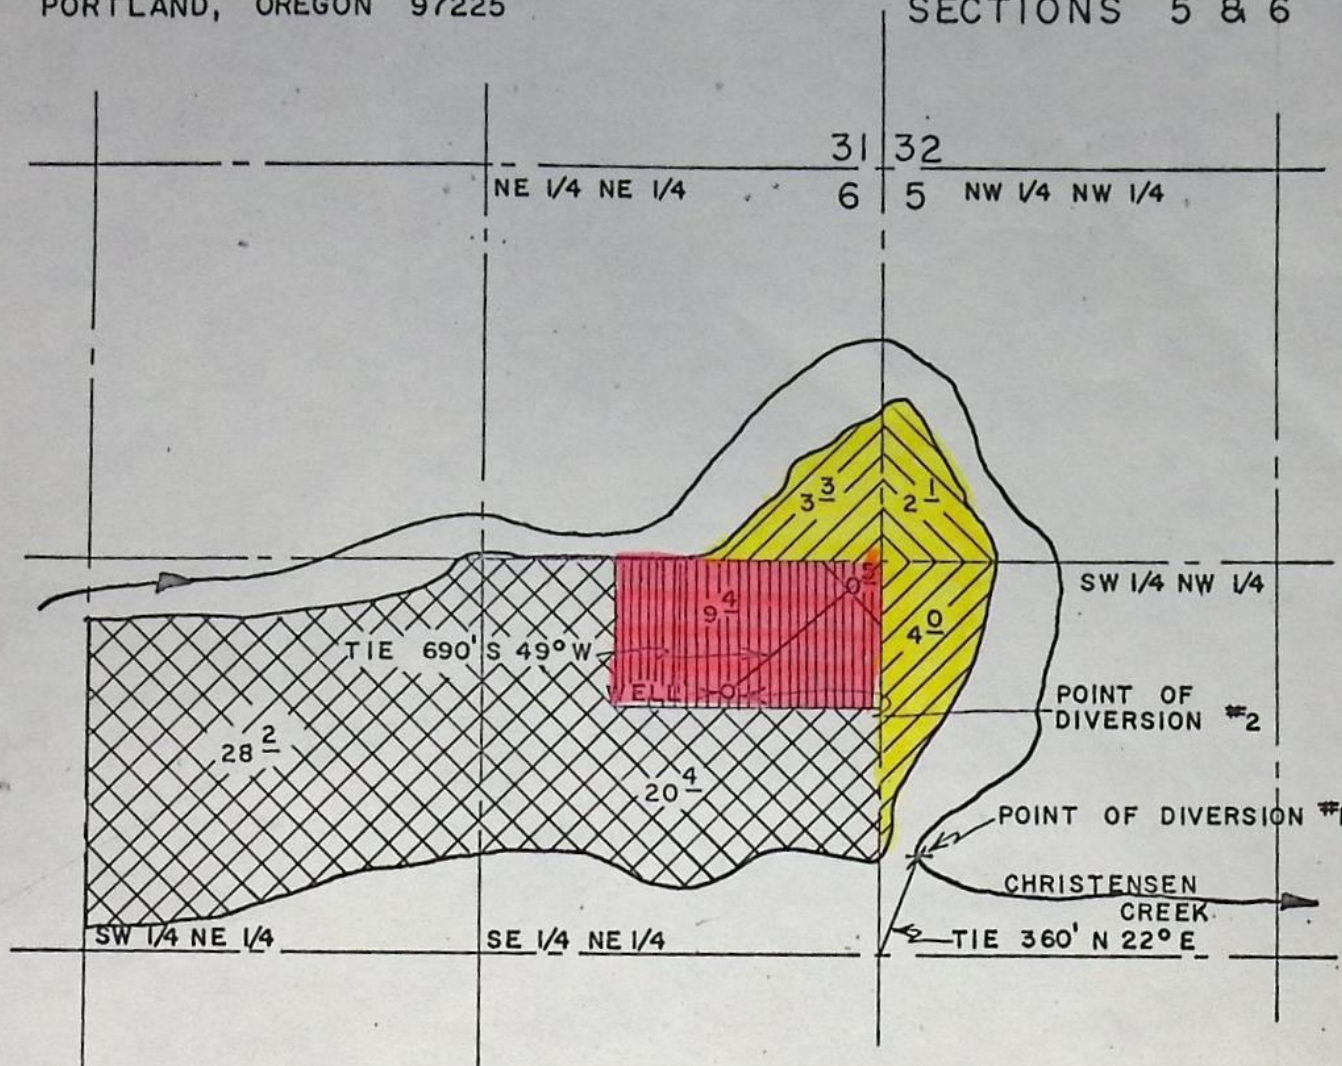 PORTLAND, OREGON 97225
SECTIONS 5 & 6
31 32
NE 1/4 NE 1/4
6 5
NW 1/4 NW 1/4
3 3
2 1
SW 1/4 NW 1/4
9 4
4 0
TIE 690' S 49° W
WELL
POINT OF
DIVERSION #2
28 2
20 4
POINT OF DIVERSION #1
CHRISTENSEN
CREEK
SW 1/4 NE 1/4
SE 1/4 NE 1/4
TIE 360' N 22° E